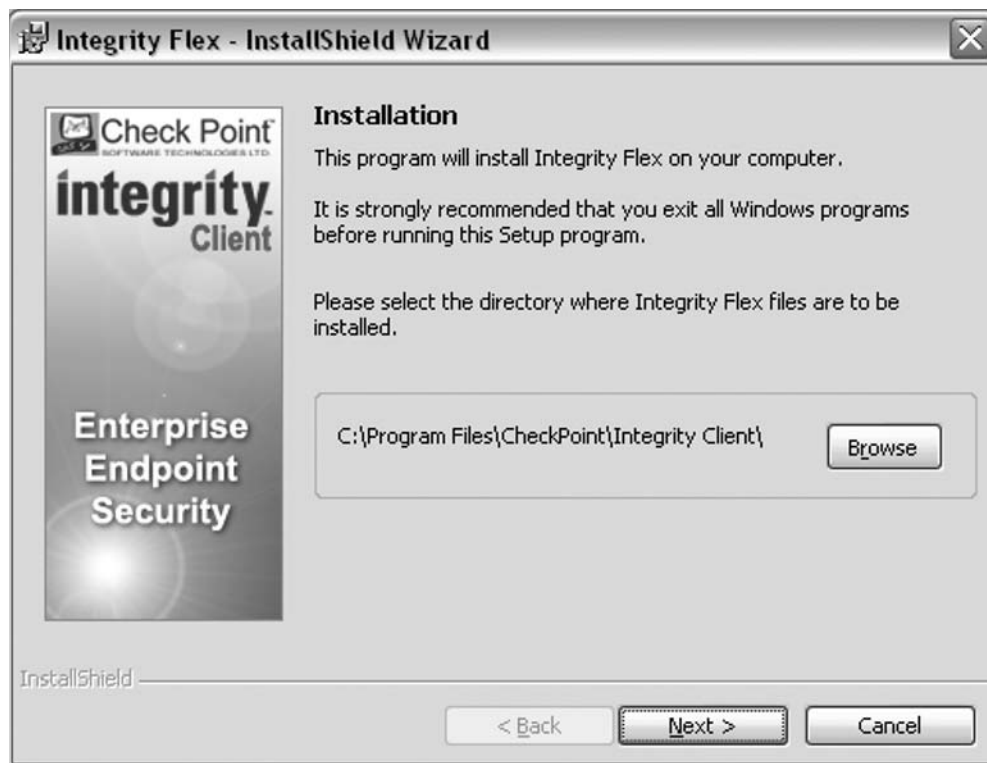 Integrity Flex - InstallShield Wizard
Check Point
SOFTWARE TECHNOLOGIES LTD.
integrity
Client
Enterprise
Endpoint
Security
Installation
This program will install Integrity Flex on your computer.
It is strongly recommended that you exit all Windows programs
before running this Setup program.
Please select the directory where Integrity Flex files are to be
installed.
C:\Program Files\CheckPoint\Integrity Client\
Browse
InstallShield
< Back
Next >
Cancel